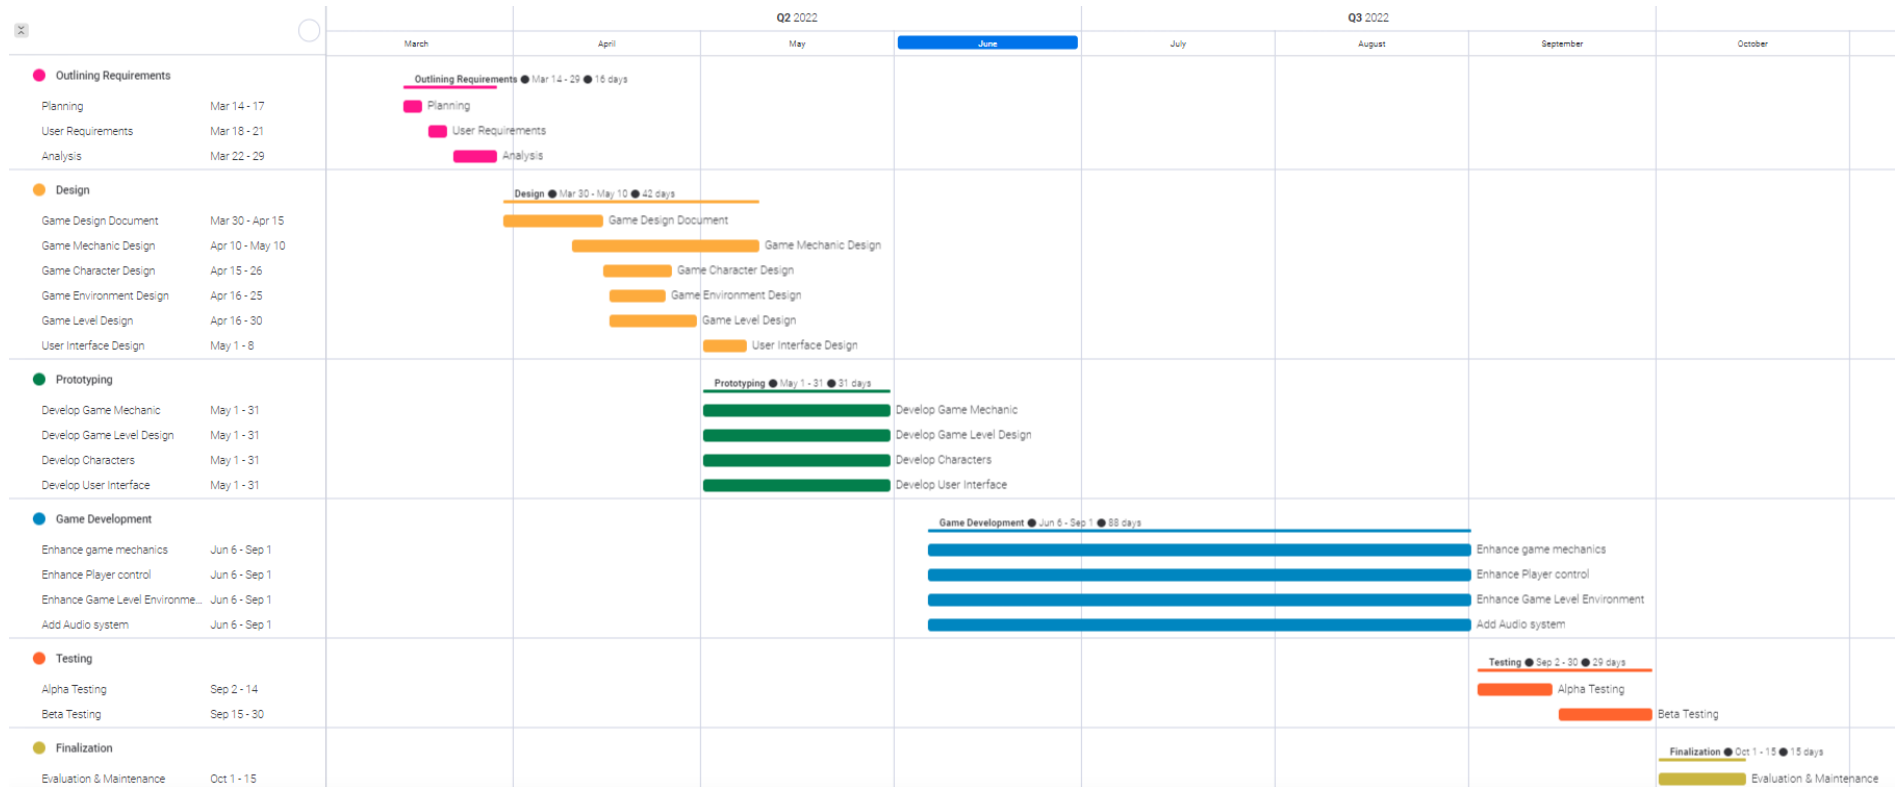 Q2 2022 Q3 2022
March April May June July August September October
Outlining Requirements
Outlining Requirements ● Mar 14 - 29 ● 16 days
Planning Mar 14 - 17 Planning
User Requirements Mar 18 - 21 User Requirements
Analysis Mar 22 - 29 Analysis
Design
Design ● Mar 30 - May 10 ● 42 days
Game Design Document Mar 30 - Apr 15 Game Design Document
Game Mechanic Design Apr 10 - May 10 Game Mechanic Design
Game Character Design Apr 15 - 26 Game Character Design
Game Environment Design Apr 16 - 25 Game Environment Design
Game Level Design Apr 16 - 30 Game Level Design
User Interface Design May 1 - 8 User Interface Design
Prototyping
Prototyping ● May 1 - 31 ● 31 days
Develop Game Mechanic May 1 - 31 Develop Game Mechanic
Develop Game Level Design May 1 - 31 Develop Game Level Design
Develop Characters May 1 - 31 Develop Characters
Develop User Interface May 1 - 31 Develop User Interface
Game Development
Game Development ● Jun 6 - Sep 1 ● 88 days
Enhance game mechanics Jun 6 - Sep 1 Enhance game mechanics
Enhance Player control Jun 6 - Sep 1 Enhance Player control
Enhance Game Level Environme... Jun 6 - Sep 1 Enhance Game Level Environment
Add Audio system Jun 6 - Sep 1 Add Audio system
Testing
Testing ● Sep 2 - 30 ● 29 days
Alpha Testing Sep 2 - 14 Alpha Testing
Beta Testing Sep 15 - 30 Beta Testing
Finalization
Finalization ● Oct 1 - 15 ● 15 days
Evaluation & Maintenance Oct 1 - 15 Evaluation & Maintenance